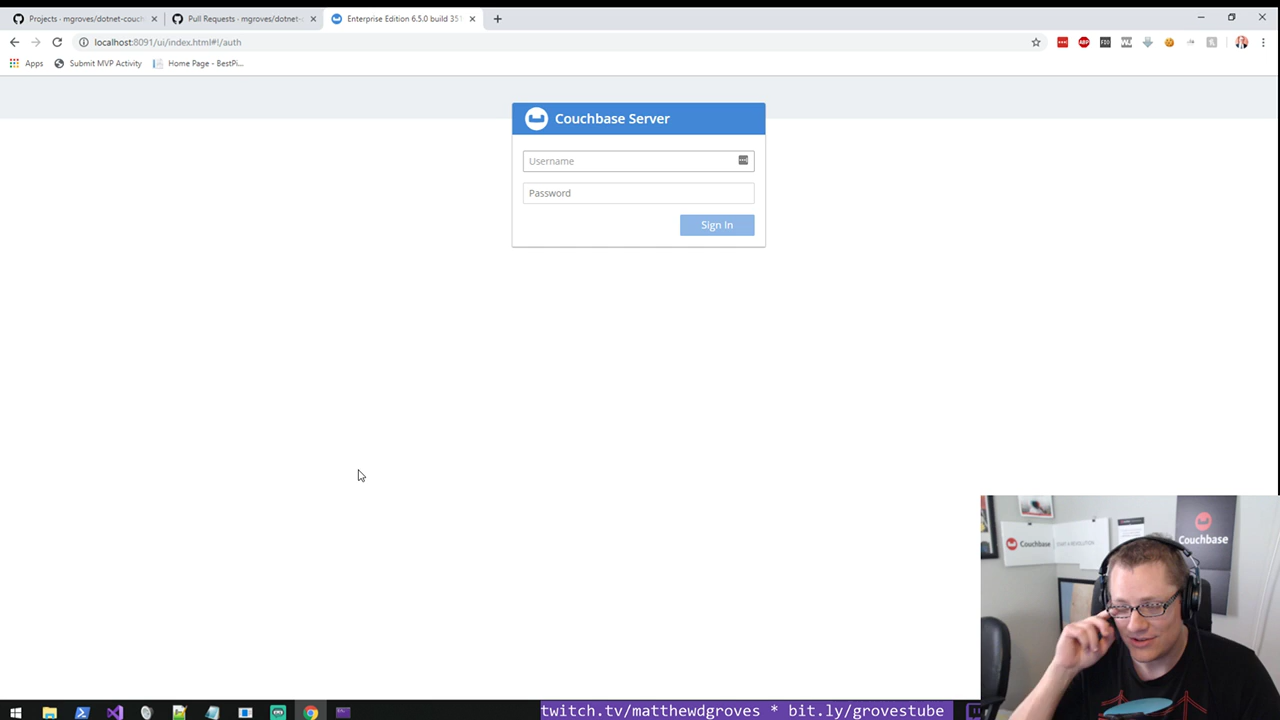 Projects · mgroves/dotnet-couch
Pull Requests · mgroves/dotnet-
Enterprise Edition 6.5.0 build 351
localhost:8091/ui/index.html#!/auth
Apps
Submit MVP Activity
Home Page - BestPi...
Couchbase Server
Username
Password
Sign In
Couchbase
Couchbase
twitch.tv/matthewdgroves * bit.ly/grovestube